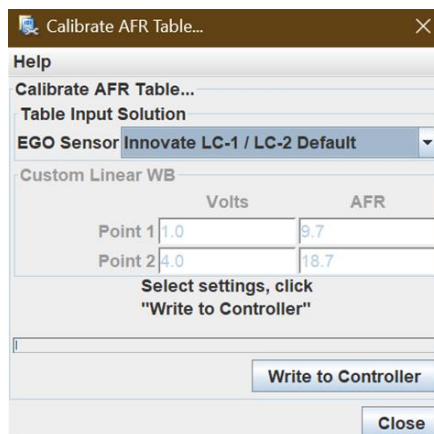 Calibrate AFR Table...
Help
Calibrate AFR Table...
Table Input Solution
EGO Sensor Innovate LC-1 / LC-2 Default
Custom Linear WB
Volts AFR
Point 1 1.0 9.7
Point 2 4.0 18.7
Select settings, click
"Write to Controller"
Write to Controller
Close